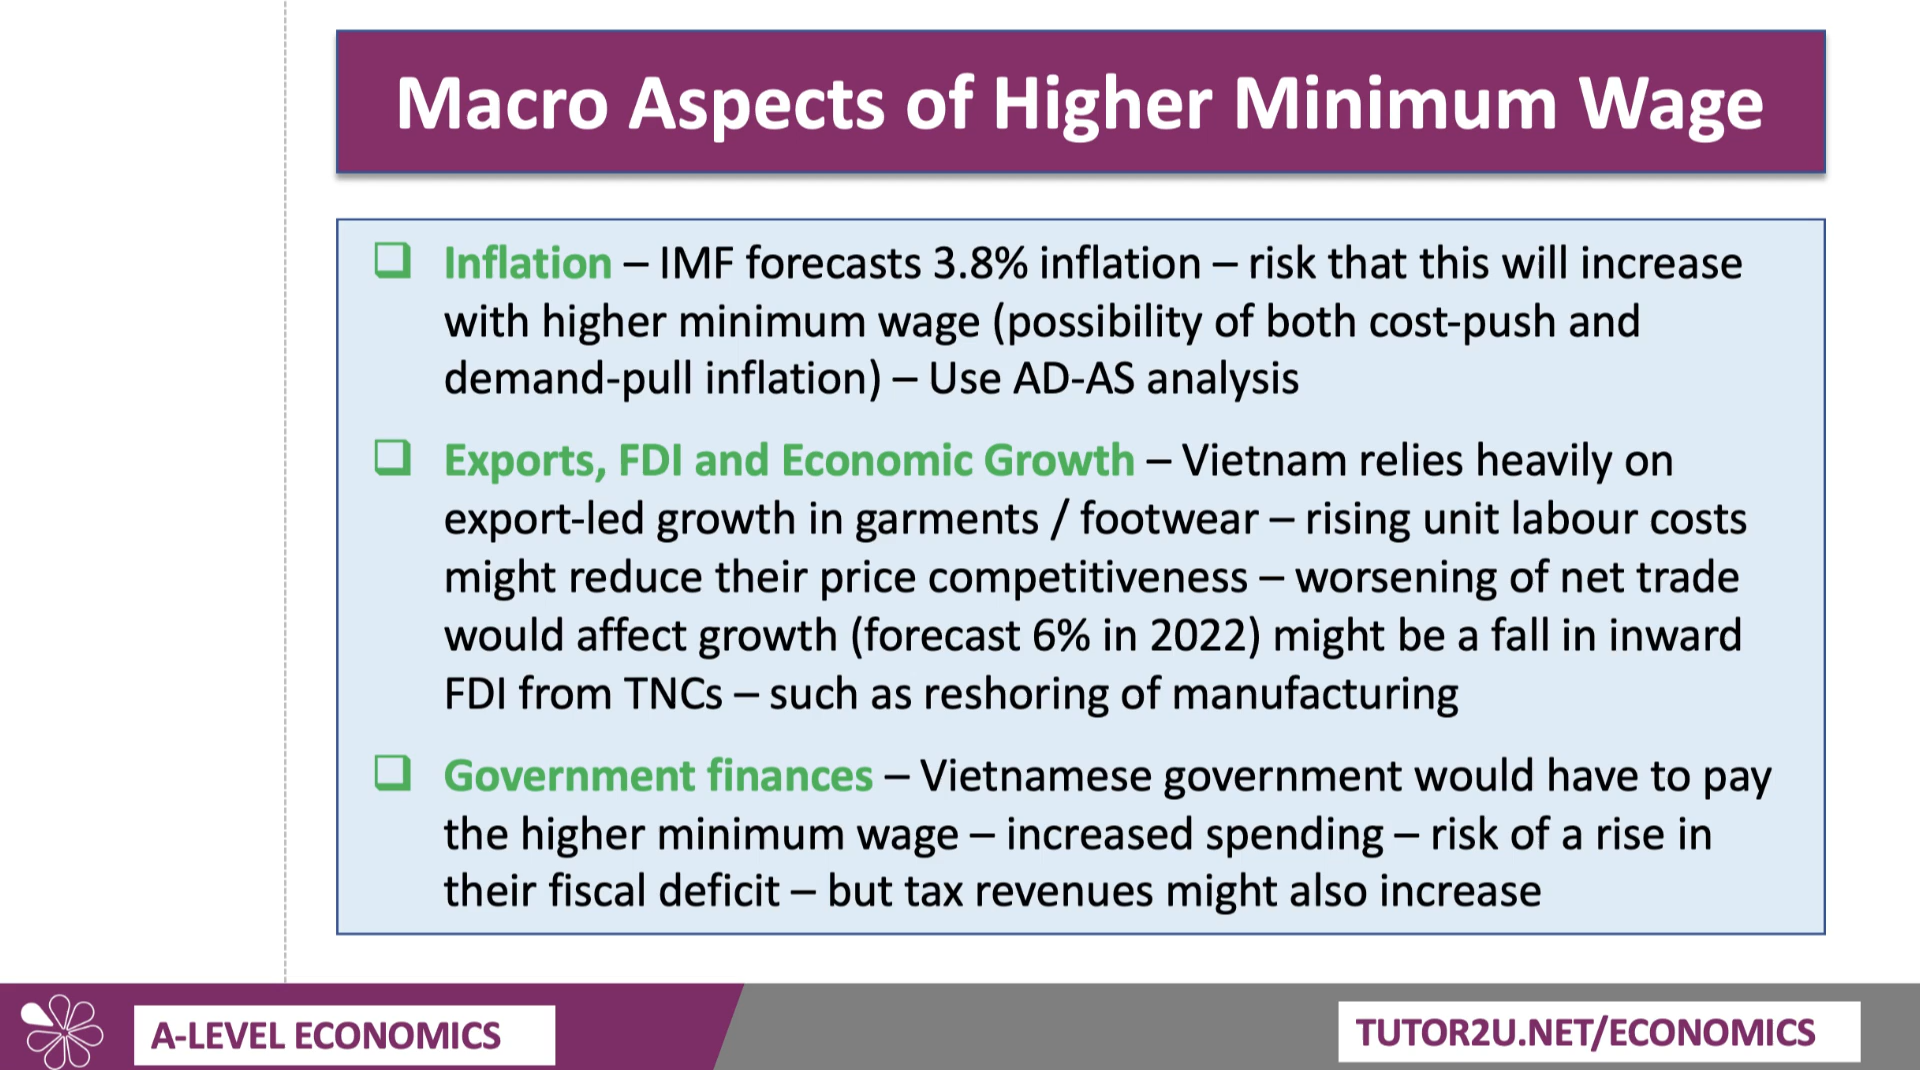 Macro Aspects of Higher Minimum Wage
❑ Inflation – IMF forecasts 3.8% inflation – risk that this will increase
with higher minimum wage (possibility of both cost-push and
demand-pull inflation) – Use AD-AS analysis
❑ Exports, FDI and Economic Growth – Vietnam relies heavily on
export-led growth in garments / footwear – rising unit labour costs
might reduce their price competitiveness – worsening of net trade
would affect growth (forecast 6% in 2022) might be a fall in inward
FDI from TNCs – such as reshoring of manufacturing
❑ Government finances – Vietnamese government would have to pay
the higher minimum wage – increased spending – risk of a rise in
their fiscal deficit – but tax revenues might also increase
A-LEVEL ECONOMICS
TUTOR2U.NET/ECONOMICS